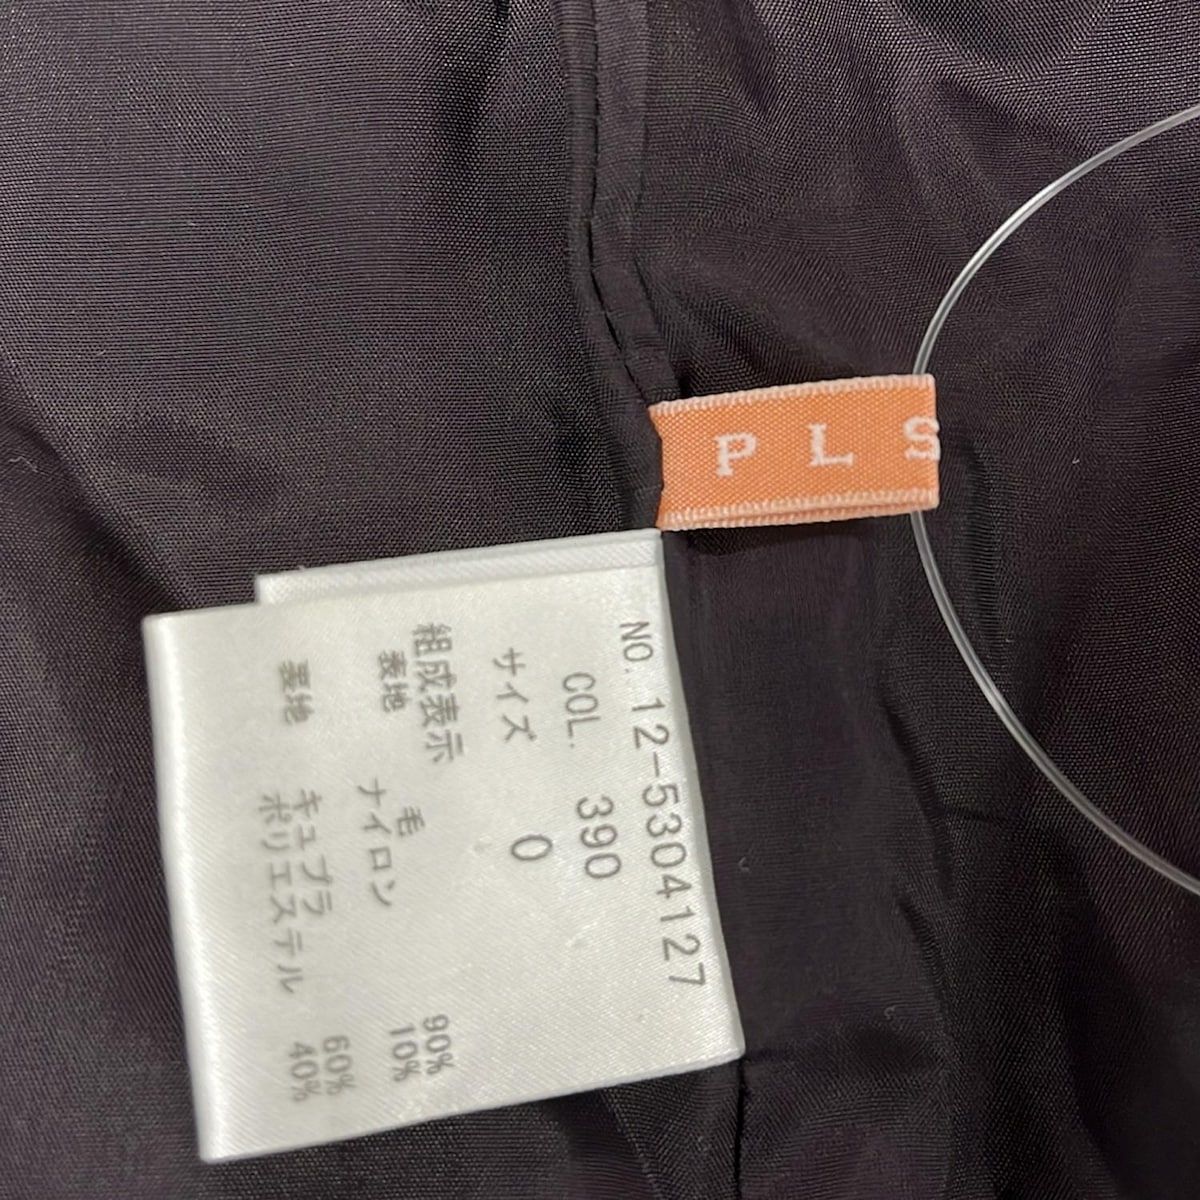 P L S
NO. 12-5304127
COL. 390
サイズ 0
組成表示
表地 毛 90%
ナイロン 10%
裏地 キュプラ 60%
ポリエステル 40%